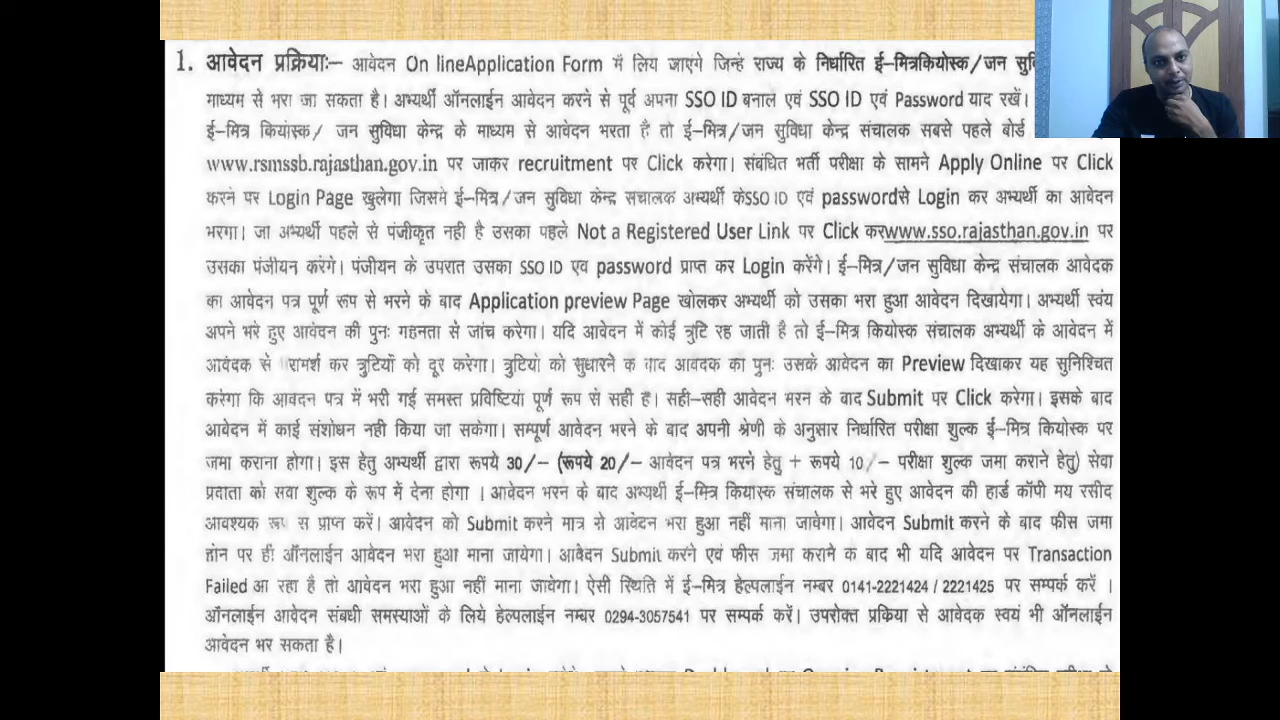 1. आवेदन प्रक्रियाः– आवेदन On lineApplication Form में लिय जाएंगे जिन्हे राज्य के निर्धारित ई–मित्रकियोस्क/जन
माध्यम से भरा जा सकता है। अभ्यर्थी ऑनलाईन आवेदन करने से पूर्द अपना SSO ID बनाल एवं SSO ID एवं Password याद रखें।
ई–मित्र कियोस्क/ जन सुविधा केन्द्र के माध्यम से आवेदन भरता है तो ई–मित्र/जन सुविधा केन्द्र संचालक सबसे पहले बोर्ड
www.rsmssb.rajasthan.gov.in पर जाकर recruitment पर Click करेगा। संबंधित भर्ती परीक्षा के सामने Apply Online पर Click
करने पर Login Page खुलेगा जिसमे ई–मित्र/जन सुविधा केन्द्र सचालक अभ्यर्थी केSSO ID एवं passwordसे Login कर अभ्यर्थी का आवेदन
भरगा। जा अभ्यर्थी पहले से पंजीकृत नही है उसका पहले Not a Registered User Link पर Click करwww.sso.rajasthan.gov.in पर
उसका पंजीयन करेंगे। पंजीयन के उपरात उसका SSO ID एव password प्राप्त कर Login करेंगे। ई–मित्र/जन सुविधा केन्द्र संचालक आवेदक
का आवेदन पत्र पूर्ण रूप से भरने के बाद Application preview Page खोलकर अभ्यर्थी को उसका भरा हुआ आवेदन दिखायेगा। अभ्यर्थी स्वंय
अपने भरे हुए आवेदन की पुनः गहनता से जांच करेगा। यदि आवेदन में कोई त्रुटि रह जाती है तो ई–मित्र कियोस्क संचालक अभ्यर्थी के आवेदन में
आवेदक से कर त्रुटियों को दूर करेगा। त्रुटियो को सुधारने क बाद आवदक का पुनः उसके आवेदन का Preview दिखाकर यह सुनिश्चित
करेगा कि आवेदन पत्र में भरी गई समस्त प्रविष्टियां पूर्ण रूप से सही है। सही–सही आवेदन भरन के बाद Submit पर Click करेगा। इसके बाद
आवेदन में काई संशोधन नही किया जा सकेगा। सम्पूर्ण आवेदन भरने के बाद अपनी श्रेणी के अनुसार निर्धारित परीक्षा शुल्क ई–मित्र कियोस्क पर
जमा कराना होगा। इस हेतु अभ्यर्थी द्वारा रूपये 30/– (रूपये 20/– आवेदन पत्र भरने हेतु + रूपये 10/– परीक्षा शुल्क जमा कराने हेतु) सेवा
प्रदाता को सवा शुल्क के रूप में देना होगा । आवेदन भरन के बाद अभ्यर्थी ई–मित्र कियास्क संचालक से भरे हुए आवेदन की हार्ड कॉपी मय रसीद
आवश्यक रूप स प्राप्त करें। आवेदन को Submit करने मात्र से आवेदन भरा हुआ नहीं माना जावेगा। आवेदन Submit करने के बाद फीस जमा
होन पर ही ऑनलाईन आवेदन भरा हुआ माना जायेगा। आवेदन Submit करने एवं फीस जमा कराने के बाद भी यदि आवेदन पर Transaction
Failed आ रहा है तो आवेदन भरा हुआ नहीं माना जावेगा। ऐसी स्थिति में ई–मित्र हेल्पलाईन नम्बर 0141-2221424 / 2221425 पर सम्पर्क करें ।
ऑनलाईन आवेदन संबधी समस्याओं के लिये हेल्पलाईन नम्बर 0294-3057541 पर सम्पर्क करें। उपरोक्त प्रकिया से आवेदक स्वयं भी ऑनलाईन
आवेदन भर सकता है।